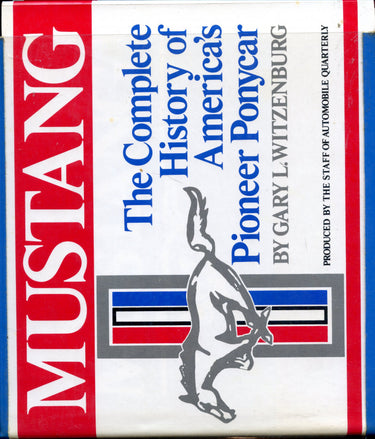 MUSTANG
The Complete
History of
America's
Pioneer Ponycar
BY GARY L. WITZENBURG
PRODUCED BY THE STAFF OF AUTOMOBILE QUARTERLY